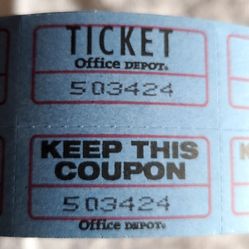 TICKET
Office DEPOT.
503424
KEEP THIS
COUPON
503424
Office DEPOT.